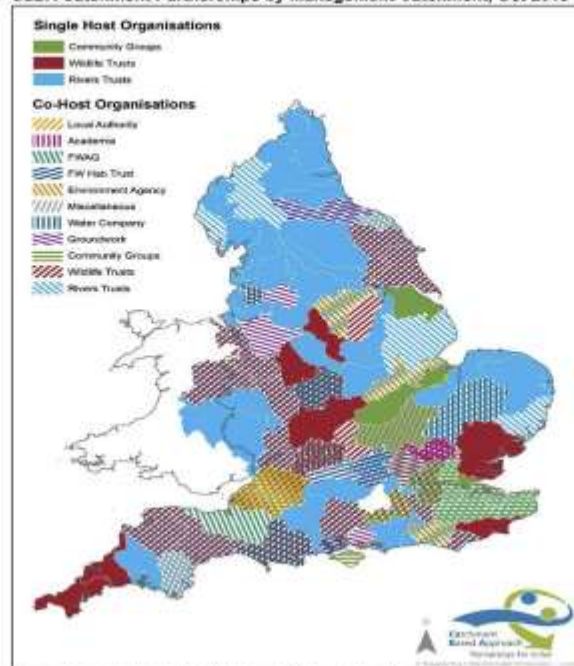 Single Host Organisations
Community Groups
Wildlife Trusts
Rivers Trusts
Co-Host Organisations
Local Authority
Academia
FWAG
FW Hab Trust
Environment Agency
Miscellaneous
Water Company
Groundwork
Community Groups
Wildlife Trusts
Rivers Trusts
Catchment
Based Approach